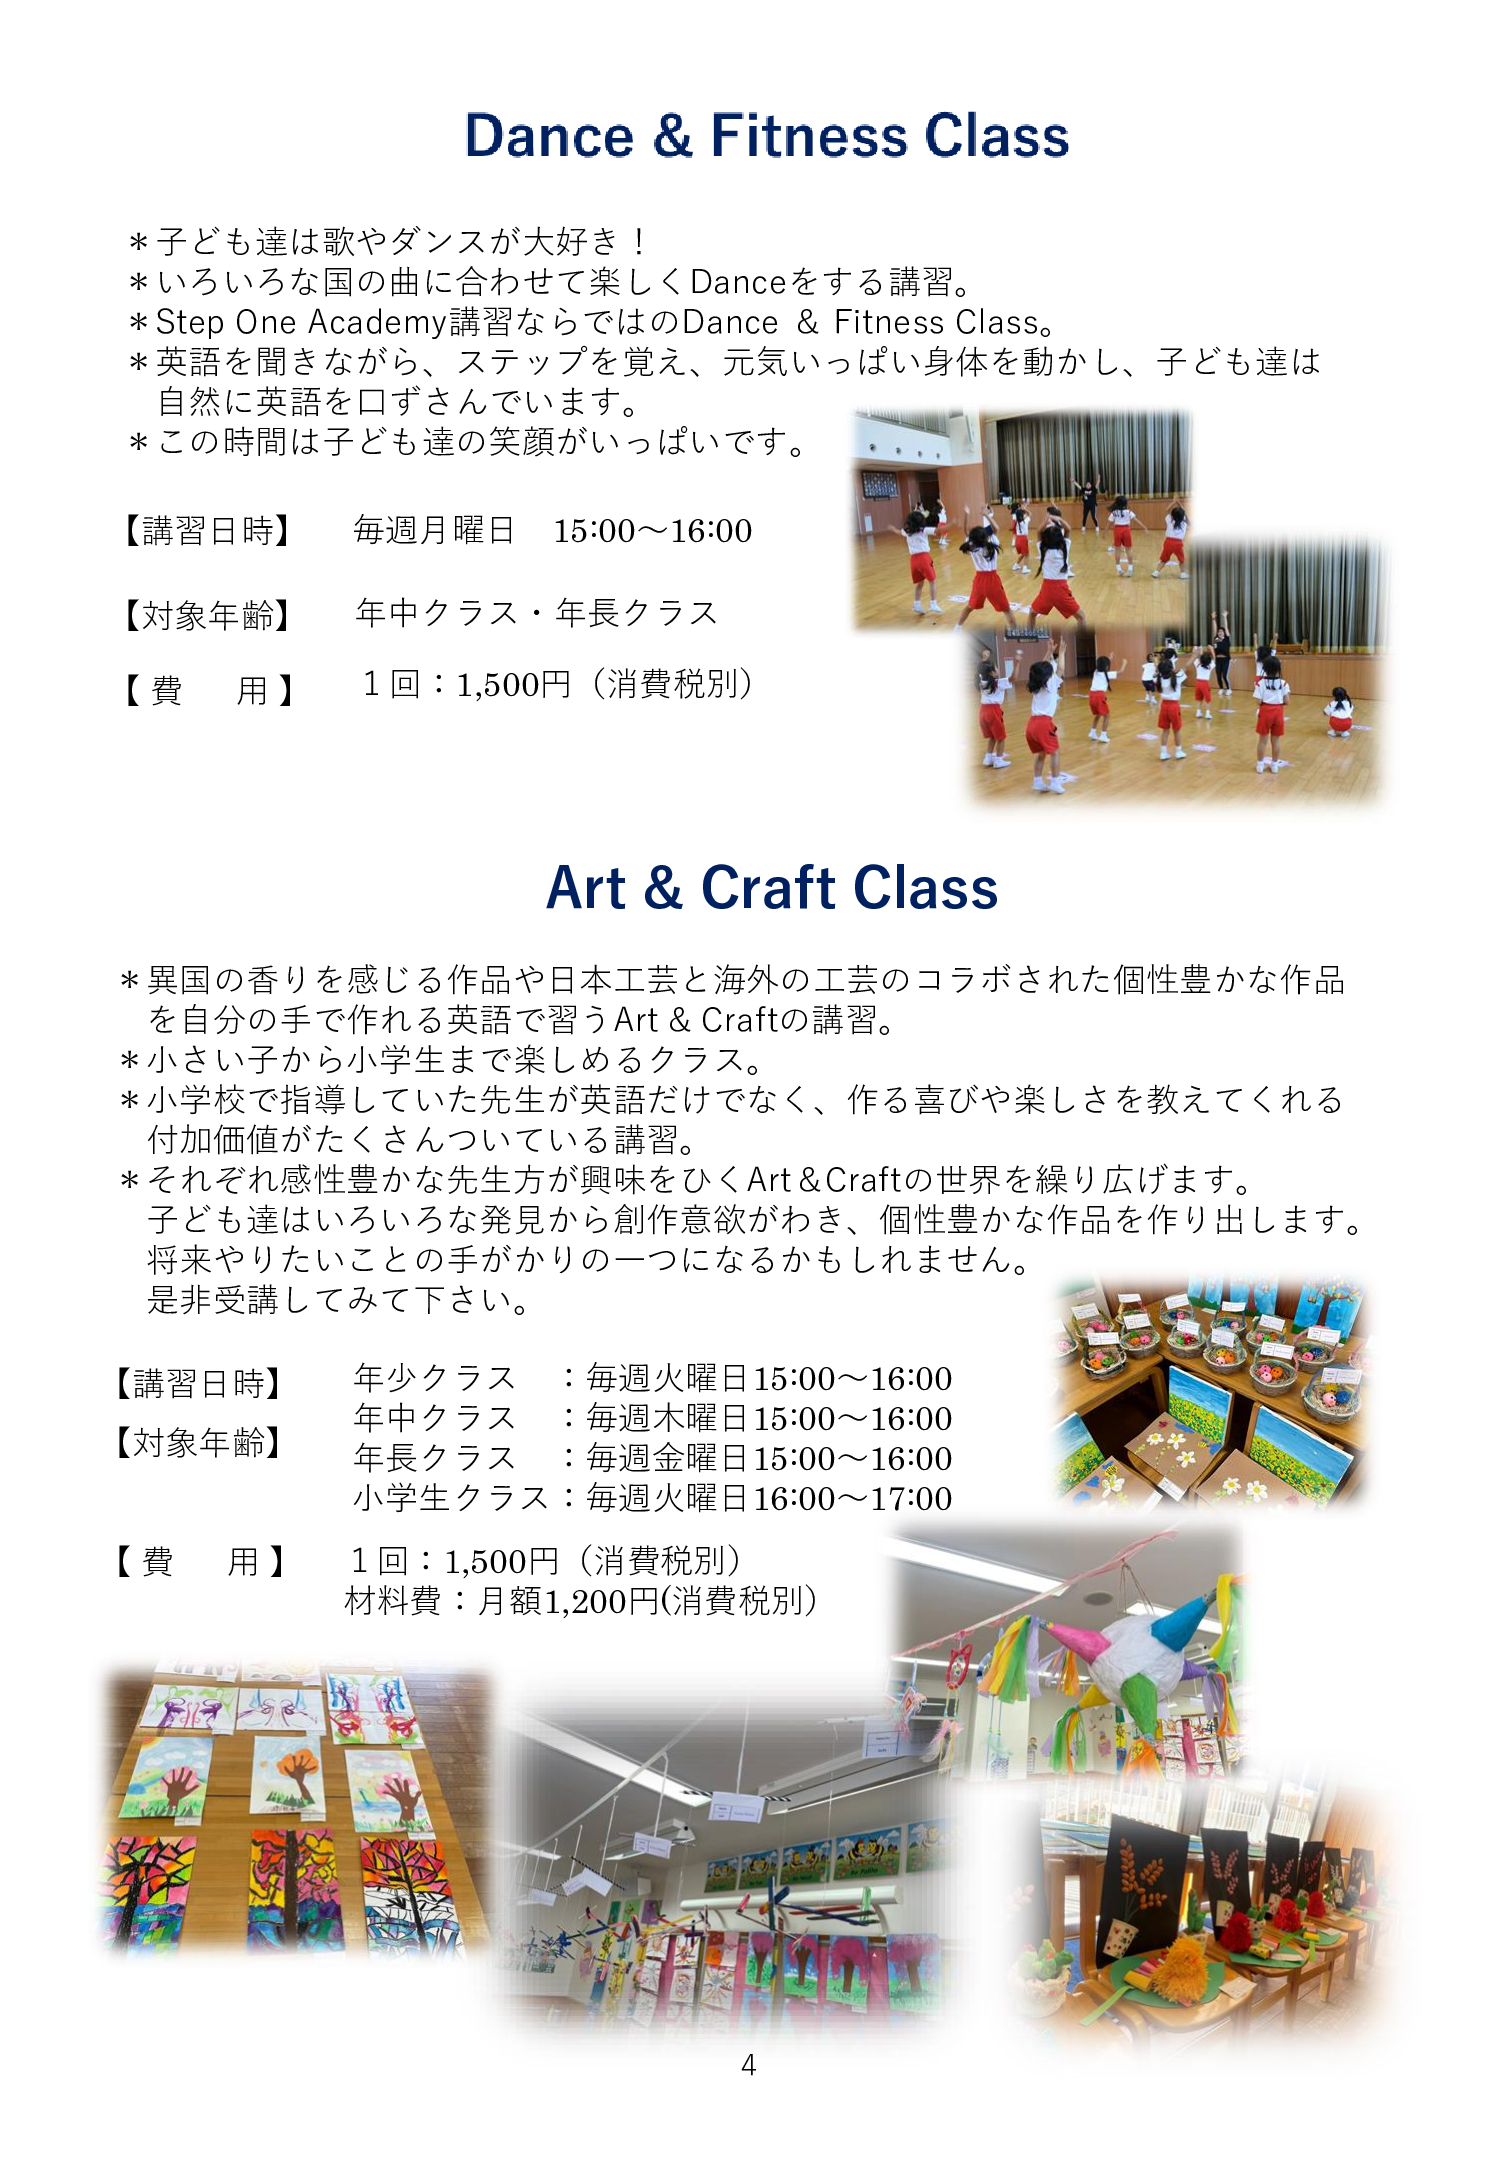 Dance & Fitness Class
＊子ども達は歌やダンスが大好き！
＊いろいろな国の曲に合わせて楽しくDanceをする講習。
＊Step One Academy講習ならではのDance ＆ Fitness Class。
＊英語を聞きながら、ステップを覚え、元気いっぱい身体を動かし、子ども達は
自然に英語を口ずさんでいます。
＊この時間は子ども達の笑顔がいっぱいです。
【講習日時】　毎週月曜日　15:00～16:00
【対象年齢】　年中クラス・年長クラス
【費　用】　１回：1,500円（消費税別）
Art & Craft Class
＊異国の香りを感じる作品や日本工芸と海外の工芸のコラボされた個性豊かな作品
を自分の手で作れる英語で習うArt & Craftの講習。
＊小さい子から小学生まで楽しめるクラス。
＊小学校で指導していた先生が英語だけでなく、作る喜びや楽しさを教えてくれる
付加価値がたくさんついている講習。
＊それぞれ感性豊かな先生方が興味をひくArt＆Craftの世界を繰り広げます。
子ども達はいろいろな発見から創作意欲がわき、個性豊かな作品を作り出します。
将来やりたいことの手がかりの一つになるかもしれません。
是非受講してみて下さい。
【講習日時】
【対象年齢】
年少クラス　：毎週火曜日15:00～16:00
年中クラス　：毎週木曜日15:00～16:00
年長クラス　：毎週金曜日15:00～16:00
小学生クラス：毎週火曜日16:00～17:00
【費　用】　１回：1,500円（消費税別）
材料費：月額1,200円(消費税別）
4